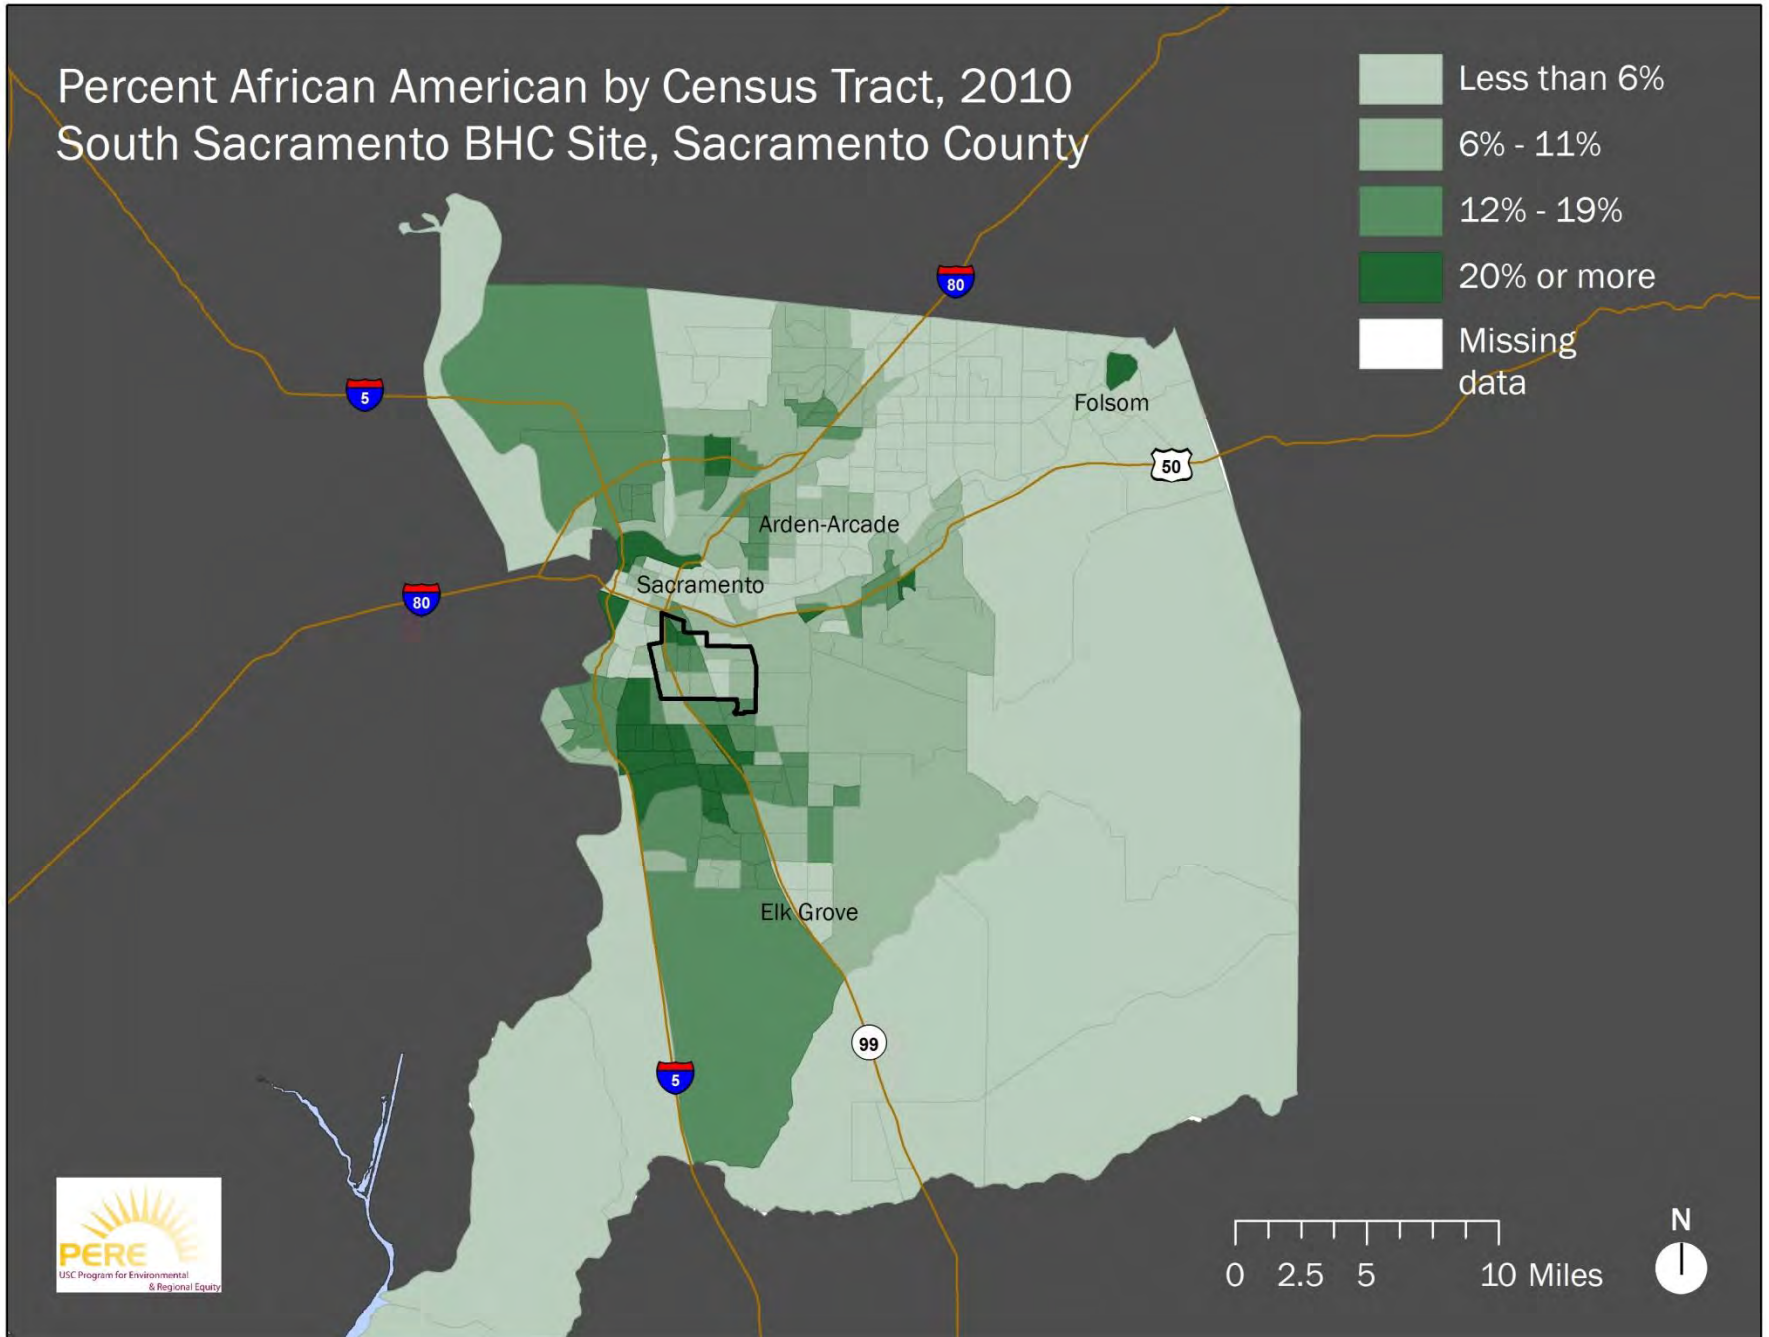 Percent African American by Census Tract, 2010
South Sacramento BHC Site, Sacramento County
Less than 6%
6% - 11%
12% - 19%
20% or more
Missing
data
80
5
Folsom
50
Arden-Arcade
Sacramento
80
Elk Grove
99
5
PERE
USC Program for Environmental
& Regional Equity
N
0 2.5 5 10 Miles